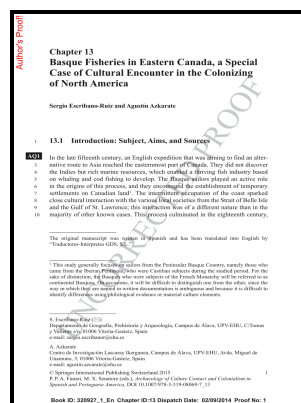 Author's Proof!
Chapter 13
Basque Fisheries in Eastern Canada, a Special
Case of Cultural Encounter in the Colonizing
of North America
Sergio Escribano-Ruiz and Agustín Azkarate
1 13.1 Introduction: Subject, Aims, and Sources
AQ1 In the late fifteenth century, an English expedition that was aiming to find an alter-
3 native route to Asia reached the easternmost part of Canada. They did not discover
4 the Indies but rich marine resources, which enabled a thriving fish industry based
5 on whaling and cod fishing to develop. The Basque sailors played an active role
6 in the origins of this process, and they encouraged the establishment of temporary
7 settlements on Canadian land¹. The intermittent occupation of the coast sparked
8 close cultural interaction with the various local societies from the Strait of Belle Isle
9 and the Gulf of St. Lawrence; this interaction was of a different nature than in the
10 majority of other known cases. This process culminated in the eighteenth century,
The original manuscript was written in Spanish and has been translated into English by
"Traductores-Intérpretes GDS, S.L."
¹ This study generally focuses on sailors from the Peninsular Basque Country, namely those who
came from the Iberian Peninsula, who were Castilian subjects during the studied period. For the
sake of distinction, the Basques who were subjects of the French Monarchy will be referred to as
continental Basques. On occasions, it will be difficult to distinguish one from the other, since the
way in which they are named in written documentation is ambiguous and because it is difficult to
identify differences using philological evidence or material culture elements.
S. Escribano-Ruiz (✉)
Departamento de Geografía, Prehistoria y Arqueología, Campus de Álava, UPV-EHU, C/Tomas
y Valiente s/n, 01006 Vitoria-Gasteiz, Spain
e-mail: sergio.escribano@ehu.es
A. Azkarate
Centro de Investigación Lascaray Ikergunea, Campus de Álava, UPV-EHU, Avda. Miguel de
Unamuno, 3, 01006 Vitoria-Gasteiz, Spain
e-mail: agustin.azkarate@ehu.es
© Springer International Publishing Switzerland 2015 1
P. P. A. Funari, M. X. Senatore (eds.), Archaeology of Culture Contact and Colonialism in
Spanish and Portuguese America, DOI 10.1007/978-3-319-08069-7_13
Book ID: 320927_1_En Chapter ID:13 Dispatch Date: 02/09/2014 Proof No: 1
UNCORRECTED PROOF